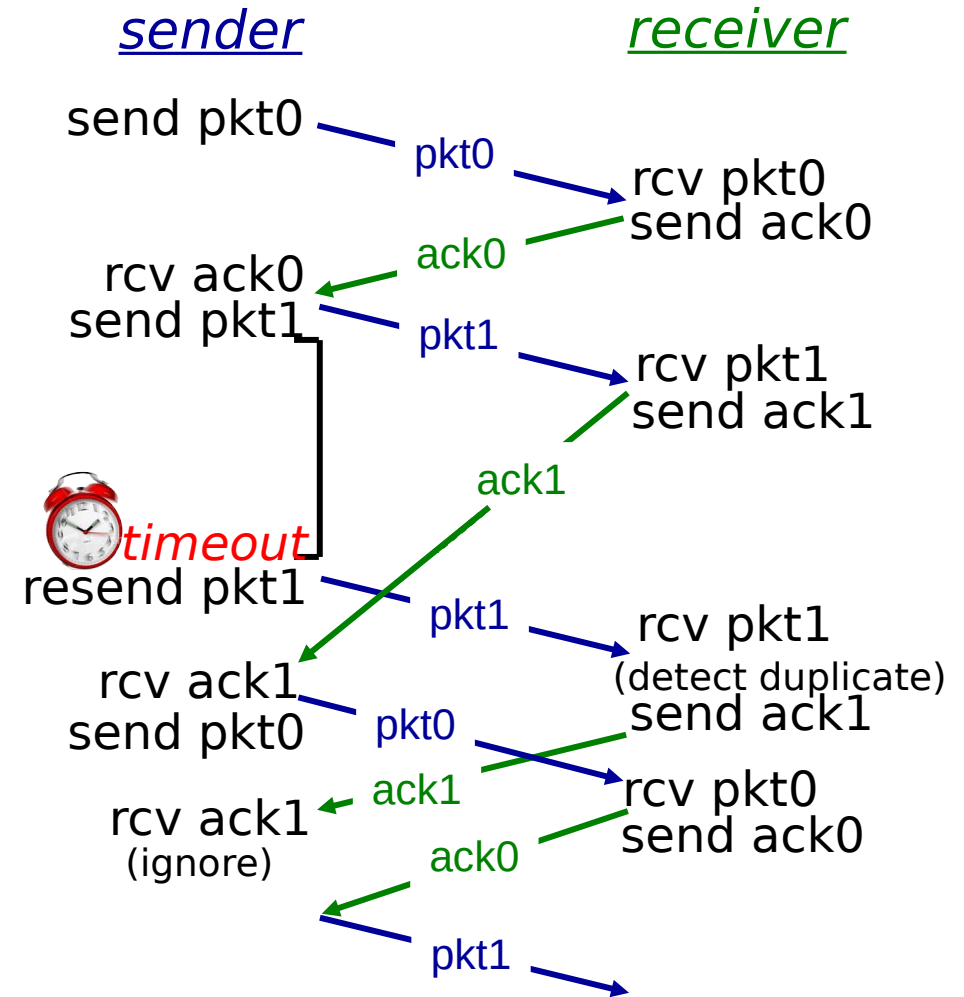 sender
receiver
send pkt0
pkt0
rcv pkt0
send ack0
ack0
rcv ack0
send pkt1
pkt1
rcv pkt1
send ack1
ack1
timeout
resend pkt1
pkt1
rcv pkt1
(detect duplicate)
send ack1
rcv ack1
send pkt0
pkt0
ack1
rcv pkt0
send ack0
rcv ack1
(ignore)
ack0
pkt1